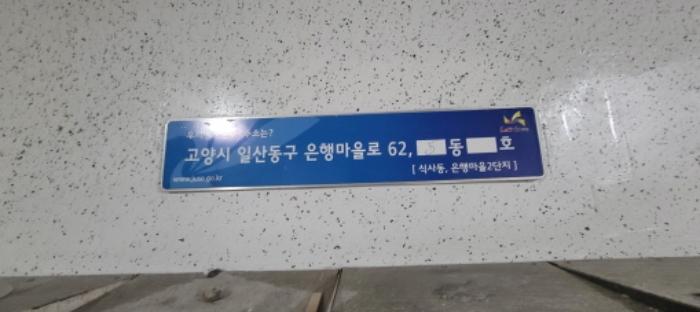 고양시 일산동구 은행마을로 62, 5 동 호
[ 식사동, 은행마을2단지 ]
www.juso.go.kr